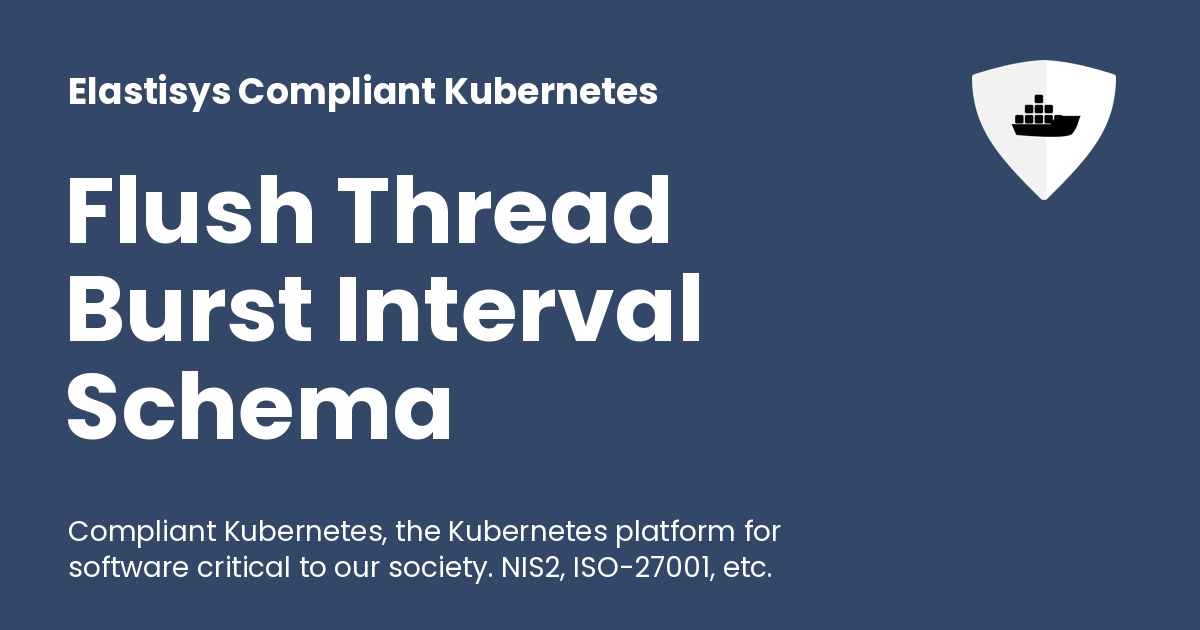 Elastisys Compliant Kubernetes
Flush Thread
Burst Interval
Schema
Compliant Kubernetes, the Kubernetes platform for
software critical to our society. NIS2, ISO-27001, etc.